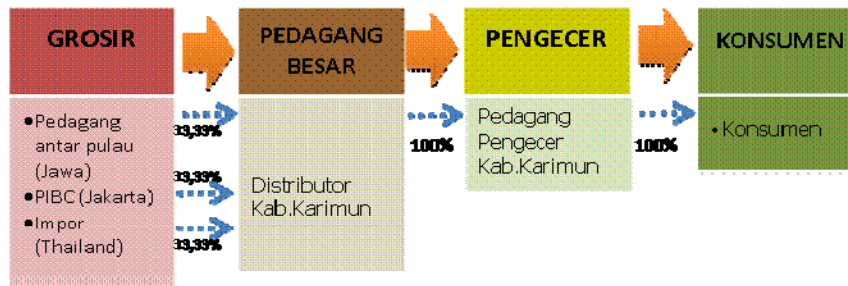 GROSIR
PEDAGANG
BESAR
PENGECER
KONSUMEN
•Pedagang
antar pulau
(Jawa)
•PIBC (Jakarta)
•Impor
(Thailand)
33,33%
33,33%
33,33%
Distributor
Kab.Karimun
100%
Pedagang
Pengecer
Kab.Karimun
100%
• Konsumen